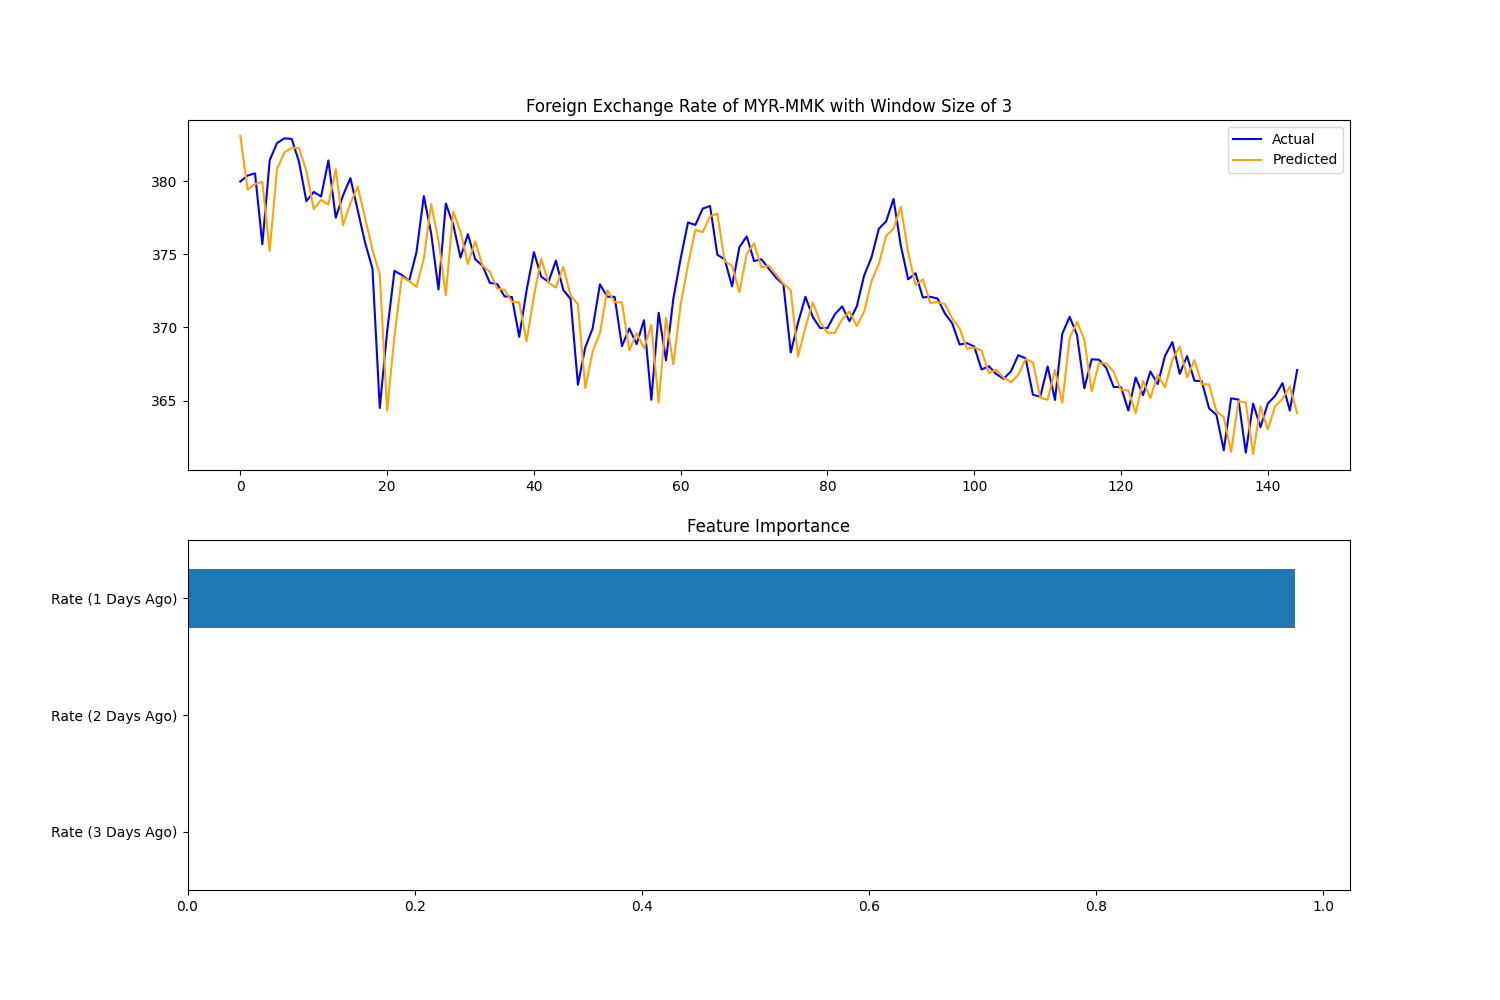 Foreign Exchange Rate of MYR-MMK with Window Size of 3
Actual
Predicted
380
375
370
365
0 20 40 60 80 100 120 140
Feature Importance
Rate (1 Days Ago)
Rate (2 Days Ago)
Rate (3 Days Ago)
0.0 0.2 0.4 0.6 0.8 1.0